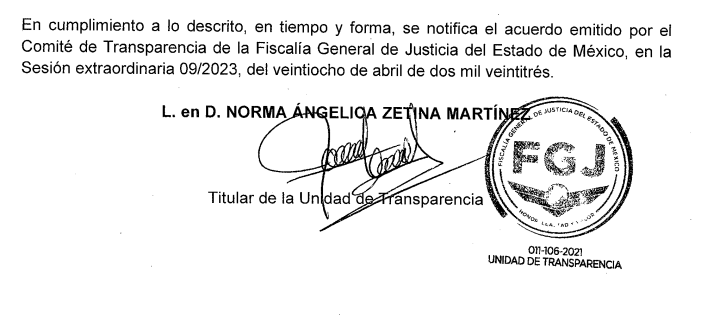 En cumplimiento a lo descrito, en tiempo y forma, se notifica el acuerdo emitido por el
Comité de Transparencia de la Fiscalía General de Justicia del Estado de México, en la
Sesión extraordinaria 09/2023, del veintiocho de abril de dos mil veintitrés.
L. en D. NORMA ÁNGELICA ZETINA MARTÍNEZ
Titular de la Unidad de Transparencia
FISCALÍA GENERAL DE JUSTICIA DEL ESTADO DE MÉXICO
FGJ
HONOR
011-106-2021
UNIDAD DE TRANSPARENCIA